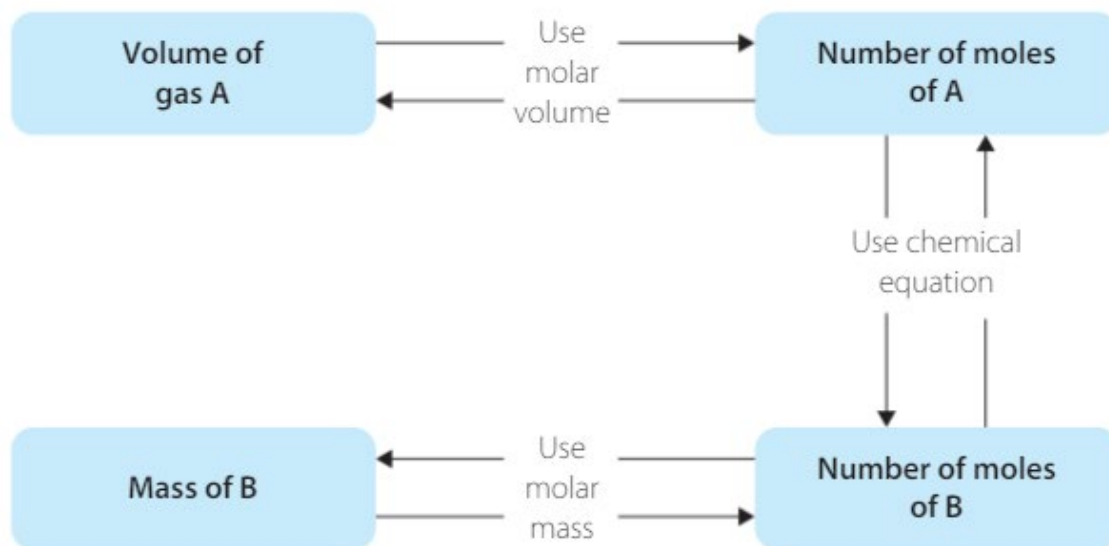 Volume of
gas A
Use
molar
volume
Number of moles
of A
Use chemical
equation
Mass of B
Use
molar
mass
Number of moles
of B